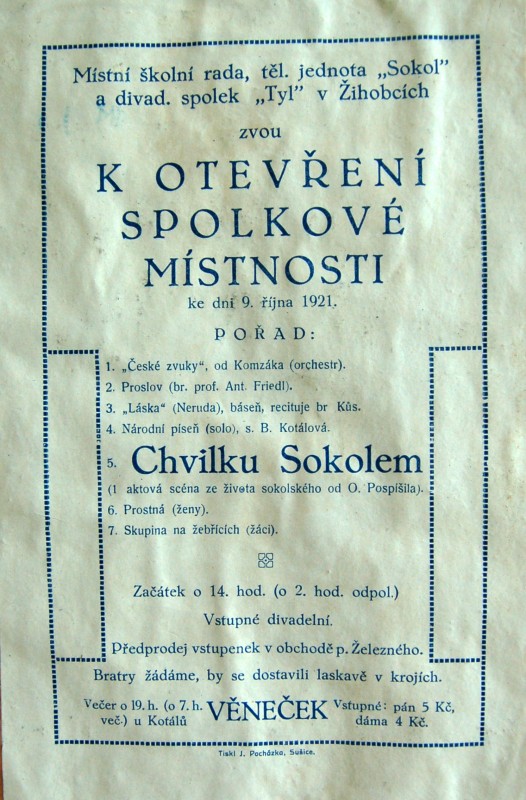 Místní školní rada, těl. jednota „Sokol"
a divad. spolek „Tyl" v Žihobcích
zvou
K OTEVŘENÍ
SPOLKOVÉ
MÍSTNOSTI
ke dni 9. října 1921.
POŘAD:
1. „České zvuky", od Komzáka (orchestr).
2. Proslov (br. prof. Ant. Friedl).
3. „Láska" (Neruda), báseň, recituje br Kůs.
4. Národní píseň (solo), s. B. Kotálová.
5. Chvilku Sokolem
(1 aktová scéna ze života sokolského od O. Pospíšila).
6. Prostná (ženy).
7. Skupina na žebřících (žáci).
Začátek o 14. hod. (o 2. hod. odpol.)
Vstupné divadelní.
Předprodej vstupenek v obchodě p. Železného.
Bratry žádáme, by se dostavili laskavě v krojích.
Večer o 19. h. (o 7. h. več.) u Kotálů VĚNEČEK Vstupné: pán 5 Kč, dáma 4 Kč.
Tiskl J. Pocházka, Sušice.